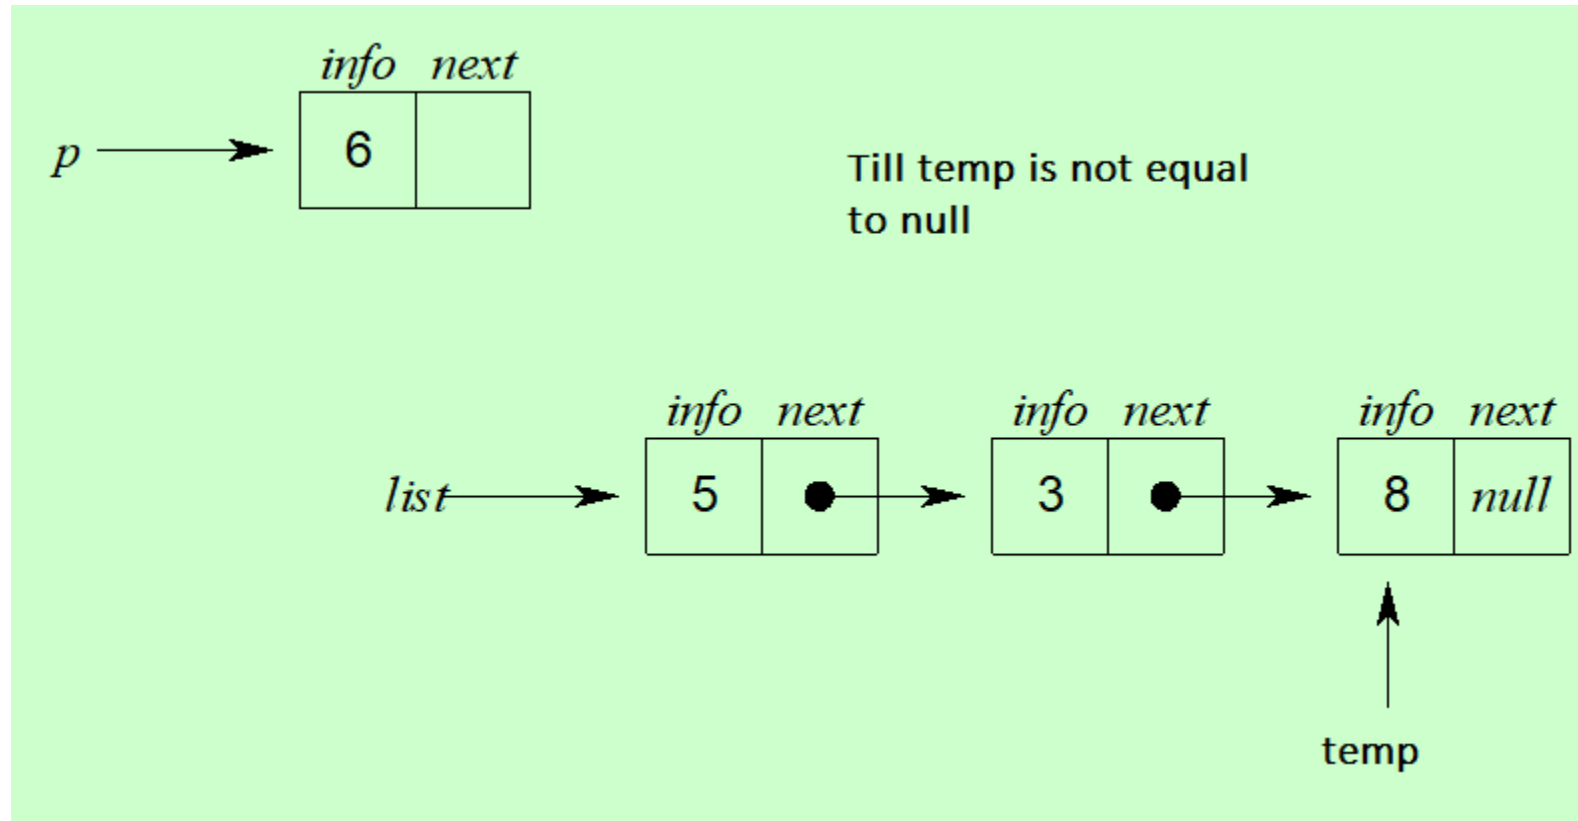 info next
p 6
Till temp is not equal
to null
info next info next info next
list 5 3 8 null
temp